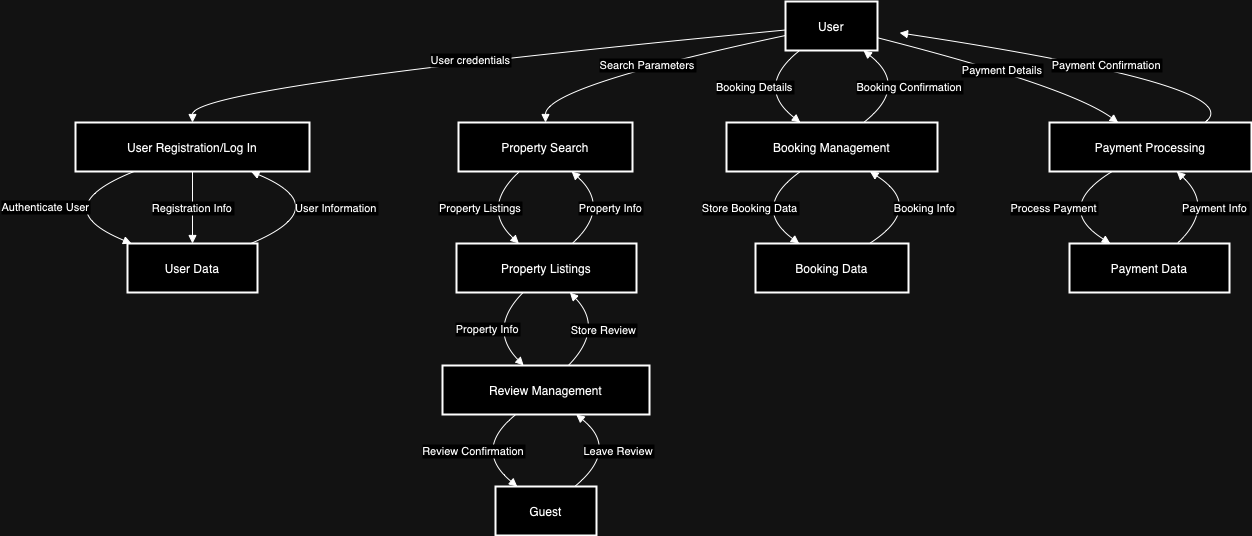 User
User credentials
Search Parameters
Booking Details
Booking Confirmation
Payment Details
Payment Confirmation
User Registration/Log In
Property Search
Booking Management
Payment Processing
Authenticate User
Registration Info
User Information
Property Listings
Property Info
Store Booking Data
Booking Info
Process Payment
Payment Info
User Data
Property Listings
Booking Data
Payment Data
Property Info
Store Review
Review Management
Review Confirmation
Leave Review
Guest